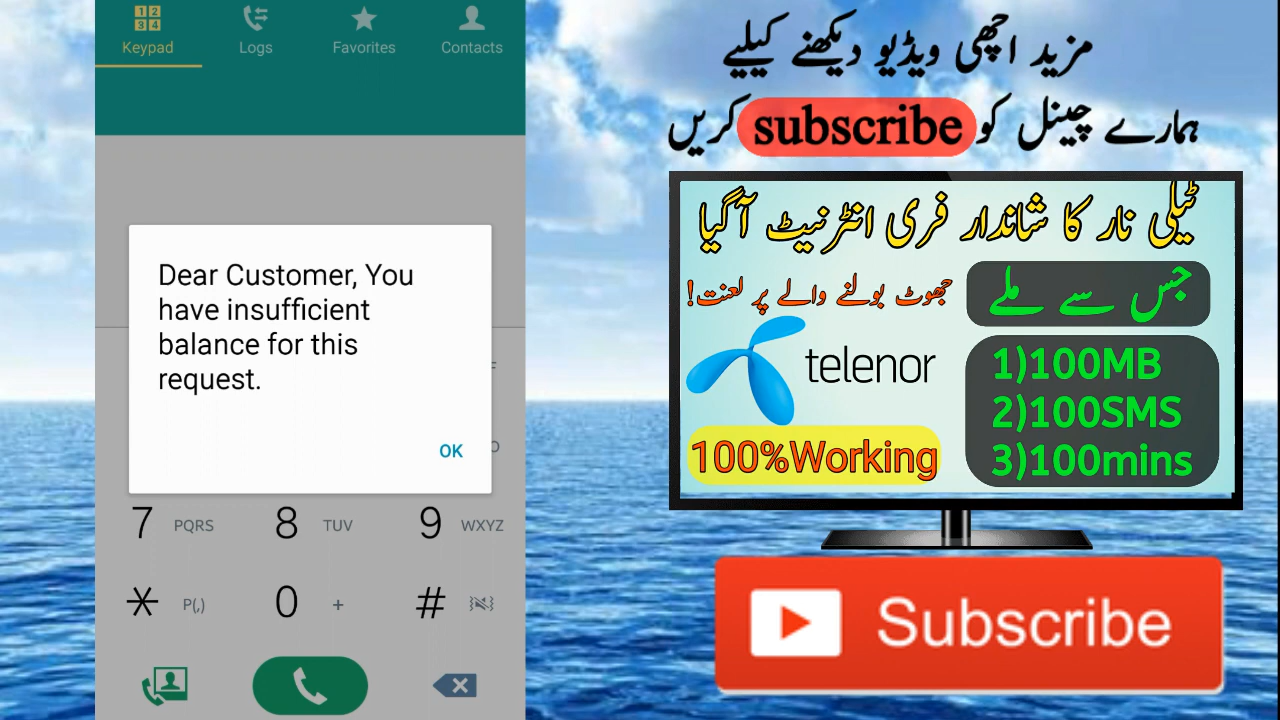 Keypad
Logs
Favorites
Contacts
Dear Customer, You
have insufficient
balance for this
request.
OK
7 PQRS 8 TUV 9 WXYZ
* P(,) 0 + #
مزید اچھی ویڈیو دیکھنے کیلیے
ہمارے چینل کو subscribe کریں
ٹیلی نار کا شاندار فری انٹرنیٹ آگیا
جھوٹ بولنے والے پر لعنت!
جس سے ملے
telenor
1)100MB
2)100SMS
3)100mins
100%Working
Subscribe